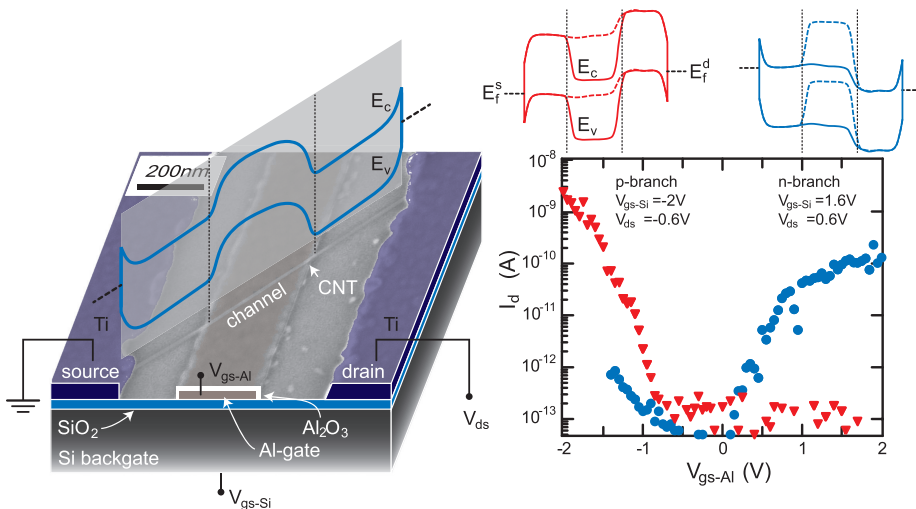 E_c
E_v
200nm
CNT
channel
Ti
Ti
source
drain
V_gs-Al
V_ds
SiO₂
Al₂O₃
Al-gate
Si backgate
V_gs-Si
E_f^s
E_c
E_v
E_f^d
p-branch
V_gs-Si =-2V
V_ds =-0.6V
n-branch
V_gs-Si =1.6V
V_ds =0.6V
I_d (A)
10⁻⁸
10⁻⁹
10⁻¹⁰
10⁻¹¹
10⁻¹²
10⁻¹³
-2 -1 0 1 2
V_gs-Al (V)